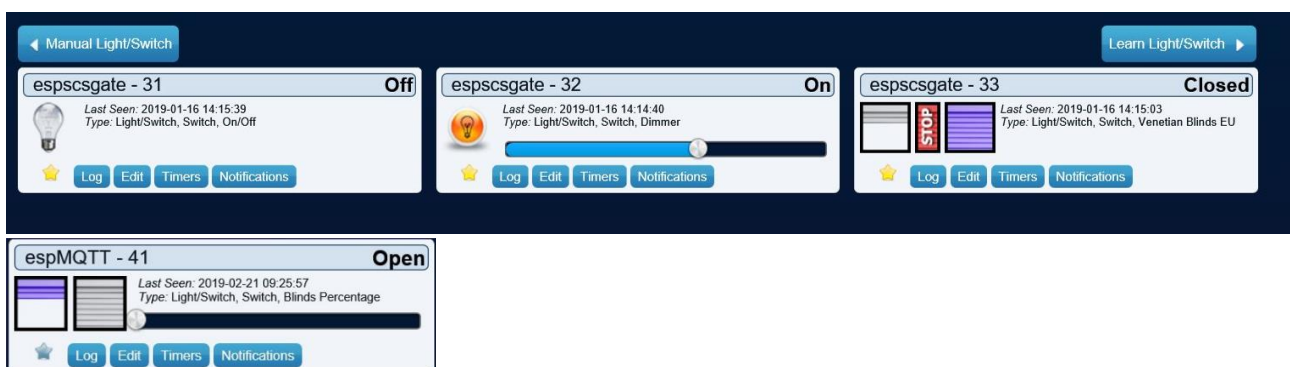 Manual Light/Switch
Learn Light/Switch
espscsgate - 31 Off
Last Seen: 2019-01-16 14:15:39
Type: Light/Switch, Switch, On/Off
Log Edit Timers Notifications
espscsgate - 32 On
Last Seen: 2019-01-16 14:14:40
Type: Light/Switch, Switch, Dimmer
Log Edit Timers Notifications
espscsgate - 33 Closed
STOP
Last Seen: 2019-01-16 14:15:03
Type: Light/Switch, Switch, Venetian Blinds EU
Log Edit Timers Notifications
espMQTT - 41 Open
Last Seen: 2019-02-21 09:25:57
Type: Light/Switch, Switch, Blinds Percentage
Log Edit Timers Notifications